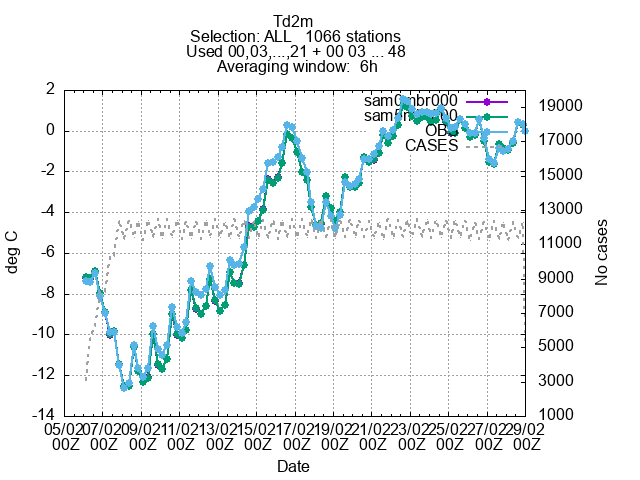 Td2m
Selection: ALL   1066 stations
Used 00,03,...,21 + 00 03 ... 48
Averaging window:  6h
deg C
2
0
-2
-4
-6
-8
-10
-12
-14
OBS
CASES
19000
17000
15000
13000
11000
9000
7000
5000
3000
1000
No cases
05/02 07/02 09/02 11/02 13/02 15/02 17/02 19/02 21/02 23/02 25/02 27/02 29/02
00Z 00Z 00Z 00Z 00Z 00Z 00Z 00Z 00Z 00Z 00Z 00Z 00Z
Date